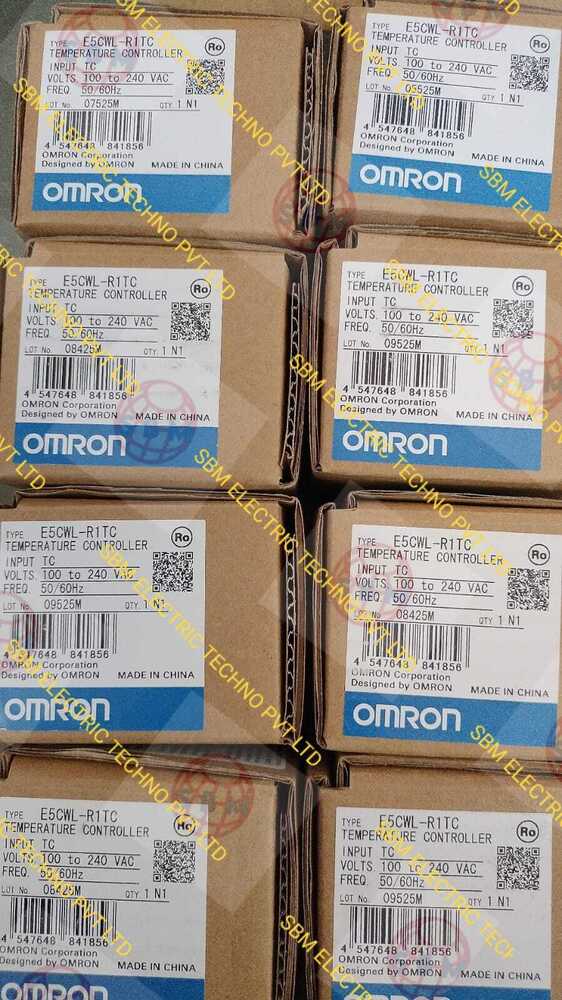 TYPE E5CWL-R1TC
TEMPERATURE CONTROLLER
Ro
INPUT TC
VOLTS 100 to 240 VAC
FREQ. 50/60Hz
LOT No. 07525M QTY. 1 N1
4 547648 841856
OMRON Corporation
Designed by OMRON MADE IN CHINA
OMRON
TYPE E5CWL-R1TC
TEMPERATURE CONTROLLER
Ro
INPUT TC
VOLTS 100 to 240 VAC
FREQ. 50/60Hz
LOT No. 09525M QTY. 1 N1
4 547648 841856
OMRON Corporation
Designed by OMRON MADE IN CHINA
OMRON
TYPE E5CWL-R1TC
TEMPERATURE CONTROLLER
Ro
INPUT TC
VOLTS 100 to 240 VAC
FREQ. 50/60Hz
LOT No. 08425M QTY. 1 N1
4 547648 841856
OMRON Corporation
Designed by OMRON MADE IN CHINA
OMRON
TYPE E5CWL-R1TC
TEMPERATURE CONTROLLER
Ro
INPUT TC
VOLTS 100 to 240 VAC
FREQ. 50/60Hz
LOT No. 09525M QTY. 1 N1
4 547648 841856
OMRON Corporation
Designed by OMRON MADE IN CHINA
OMRON
TYPE E5CWL-R1TC
TEMPERATURE CONTROLLER
Ro
INPUT TC
VOLTS 100 to 240 VAC
FREQ. 50/60Hz
LOT No. 09525M QTY. 1 N1
4 547648 841856
OMRON Corporation
Designed by OMRON MADE IN CHINA
OMRON
TYPE E5CWL-R1TC
TEMPERATURE CONTROLLER
Ro
INPUT TC
VOLTS 100 to 240 VAC
FREQ. 50/60Hz
LOT No. 08425M QTY. 1 N1
4 547648 841856
OMRON Corporation
Designed by OMRON MADE IN CHINA
OMRON
TYPE E5CWL-R1TC
TEMPERATURE CONTROLLER
Ro
INPUT TC
VOLTS 100 to 240 VAC
FREQ. 50/60Hz
LOT No. 08425M QTY. 1 N1
4 547648 841856
OMRON Corporation
Designed by OMRON MADE IN CHINA
OMRON
TYPE E5CWL-R1TC
TEMPERATURE CONTROLLER
Ro
INPUT TC
VOLTS 100 to 240 VAC
FREQ. 50/60Hz
LOT No. 09525M QTY. 1 N1
4 547648 841856
OMRON Corporation
Designed by OMRON MADE IN CHINA
OMRON
SBM ELECTRIC TECHNO PVT LTD
SBM ELECTRIC TECHNO PVT LTD
SBM ELECTRIC TECHNO PVT LTD
SBM ELECTRIC TECHNO PVT LTD